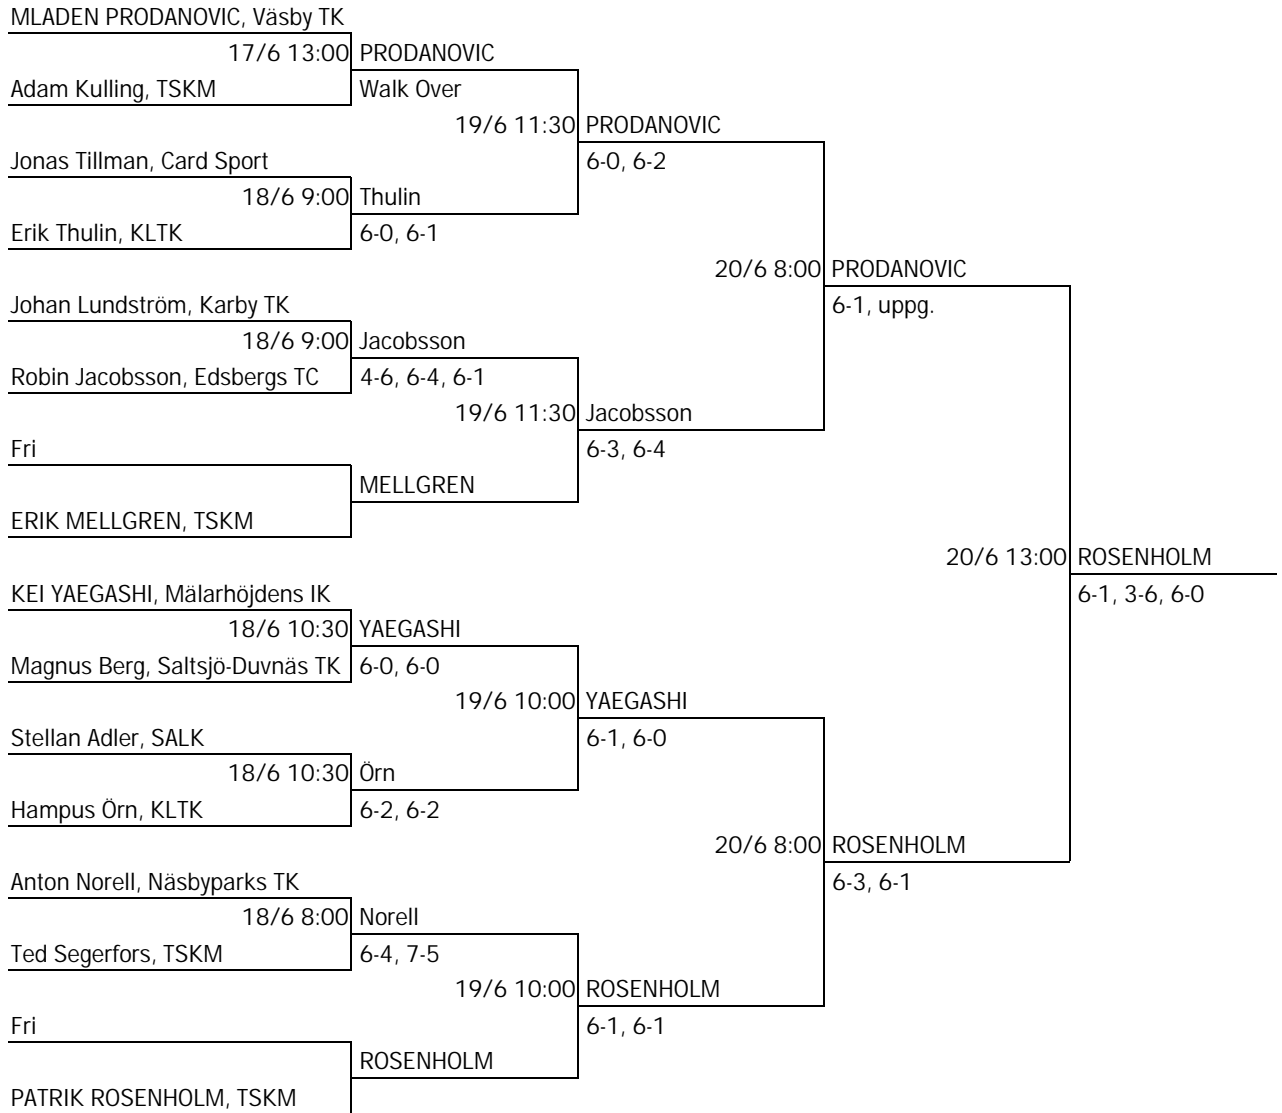 MLADEN PRODANOVIC, Väsby TK
17/6 13:00 PRODANOVIC
Adam Kulling, TSKM Walk Over
19/6 11:30 PRODANOVIC
Jonas Tillman, Card Sport 6-0, 6-2
18/6 9:00 Thulin
Erik Thulin, KLTK 6-0, 6-1
20/6 8:00 PRODANOVIC
Johan Lundström, Karby TK 6-1, uppg.
18/6 9:00 Jacobsson
Robin Jacobsson, Edsbergs TC 4-6, 6-4, 6-1
19/6 11:30 Jacobsson
Fri 6-3, 6-4
MELLGREN
ERIK MELLGREN, TSKM
20/6 13:00 ROSENHOLM
KEI YAEGASHI, Mälarhöjdens IK 6-1, 3-6, 6-0
18/6 10:30 YAEGASHI
Magnus Berg, Saltsjö-Duvnäs TK 6-0, 6-0
19/6 10:00 YAEGASHI
Stellan Adler, SALK 6-1, 6-0
18/6 10:30 Örn
Hampus Örn, KLTK 6-2, 6-2
20/6 8:00 ROSENHOLM
Anton Norell, Näsbyparks TK 6-3, 6-1
18/6 8:00 Norell
Ted Segerfors, TSKM 6-4, 7-5
19/6 10:00 ROSENHOLM
Fri 6-1, 6-1
ROSENHOLM
PATRIK ROSENHOLM, TSKM